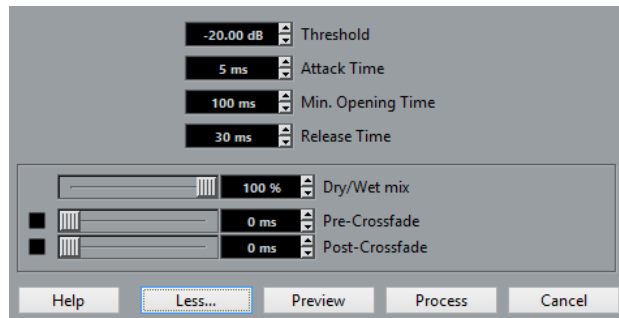 -20.00 dB Threshold
5 ms Attack Time
100 ms Min. Opening Time
30 ms Release Time
100 % Dry/Wet mix
0 ms Pre-Crossfade
0 ms Post-Crossfade
Help Less... Preview Process Cancel